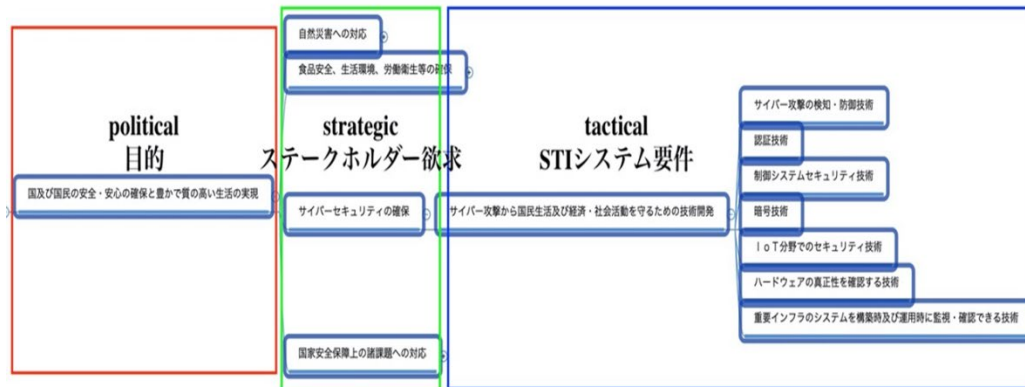 political
目的
国及び国民の安全・安心の確保と豊かで質の高い生活の実現
自然災害への対応
食品安全、生活環境、労働衛生等の確保
strategic
ステークホルダー欲求
サイバーセキュリティの確保
国家安全保障上の諸課題への対応
tactical
STIシステム要件
サイバー攻撃から国民生活及び経済・社会活動を守るための技術開発
サイバー攻撃の検知・防御技術
認証技術
制御システムセキュリティ技術
暗号技術
ＩｏＴ分野でのセキュリティ技術
ハードウェアの真正性を確認する技術
重要インフラのシステムを構築時及び運用時に監視・確認できる技術